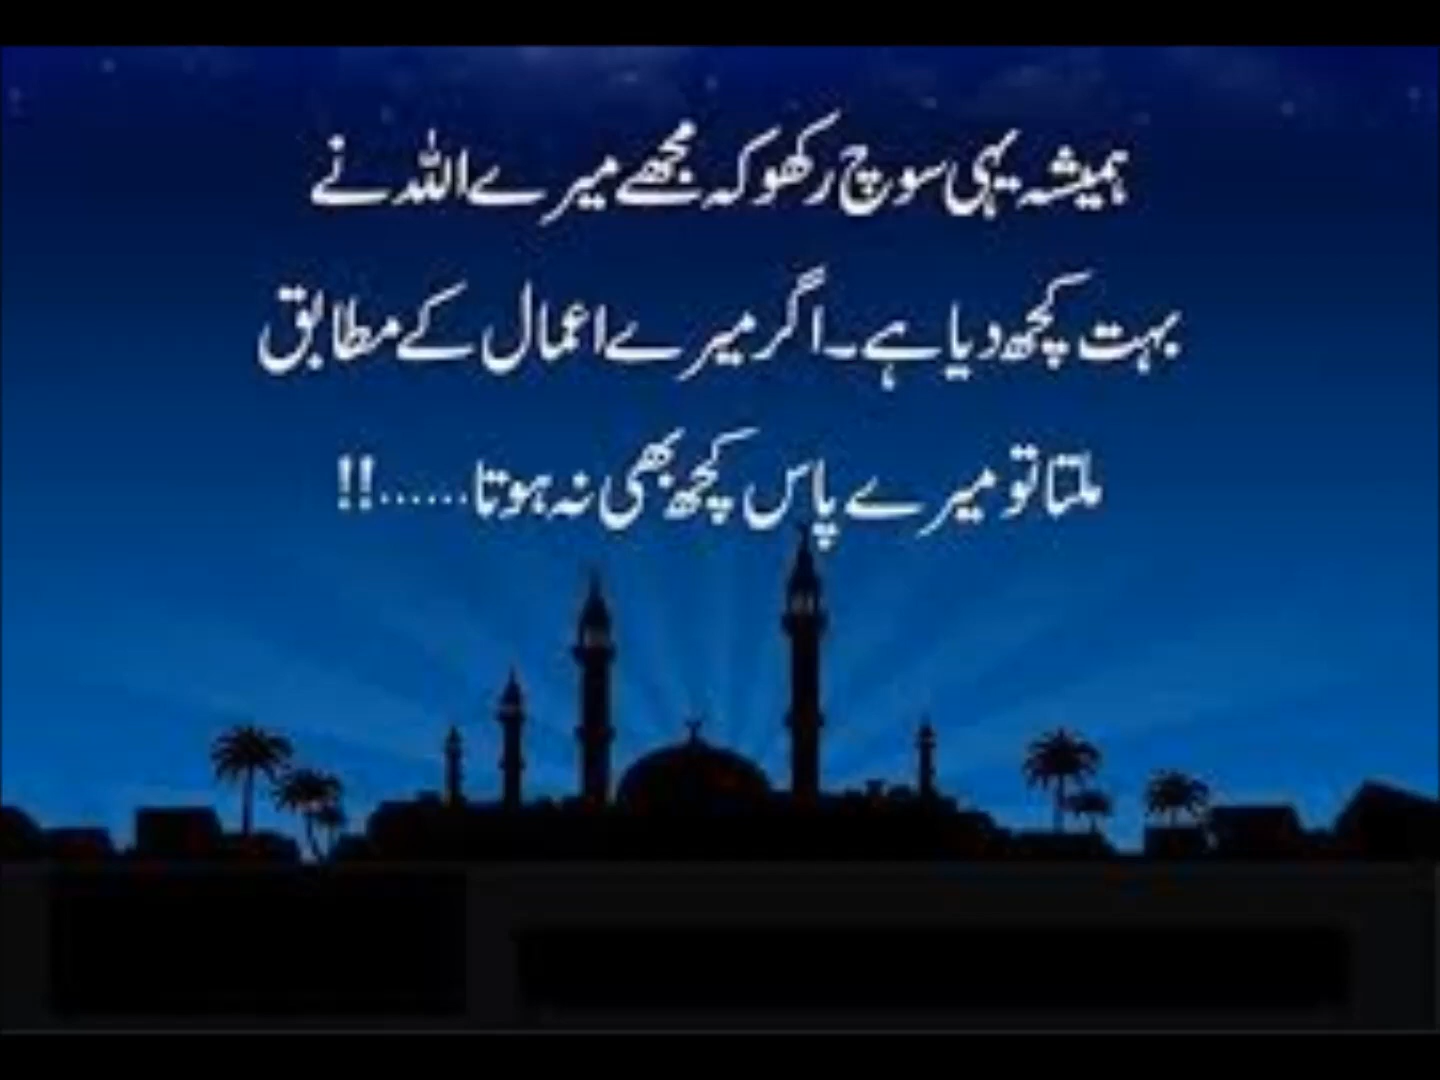 ہمیشہ یہی سوچ رکھو کہ مجھے میرے اللہ نے
بہت کچھ دیا ہے۔ اگر میرے اعمال کے مطابق
ملتا تو میرے پاس کچھ بھی نہ ہوتا......!!